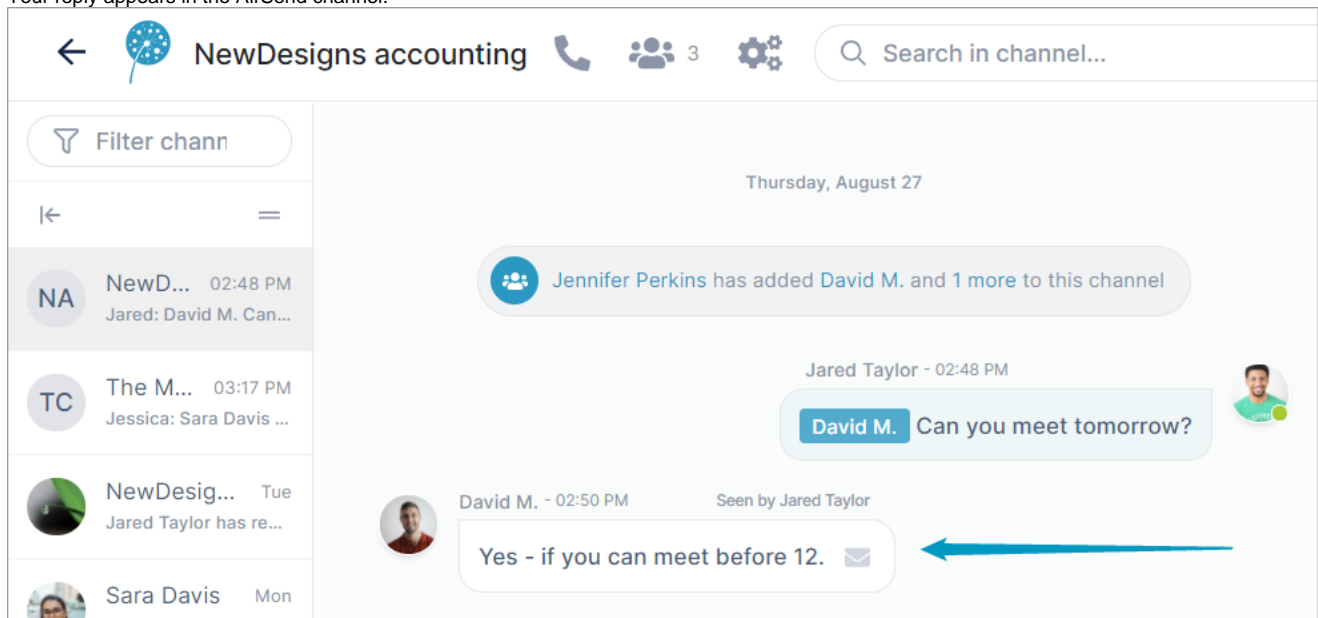 Your reply appears in the AirSend channel.
NewDesigns accounting 3 Search in channel...
Filter chann
Thursday, August 27
NA NewD... 02:48 PM
Jared: David M. Can...
Jennifer Perkins has added David M. and 1 more to this channel
TC The M... 03:17 PM
Jessica: Sara Davis ...
Jared Taylor - 02:48 PM
David M. Can you meet tomorrow?
NewDesig... Tue
Jared Taylor has re...
David M. - 02:50 PM Seen by Jared Taylor
Yes - if you can meet before 12.
Sara Davis Mon